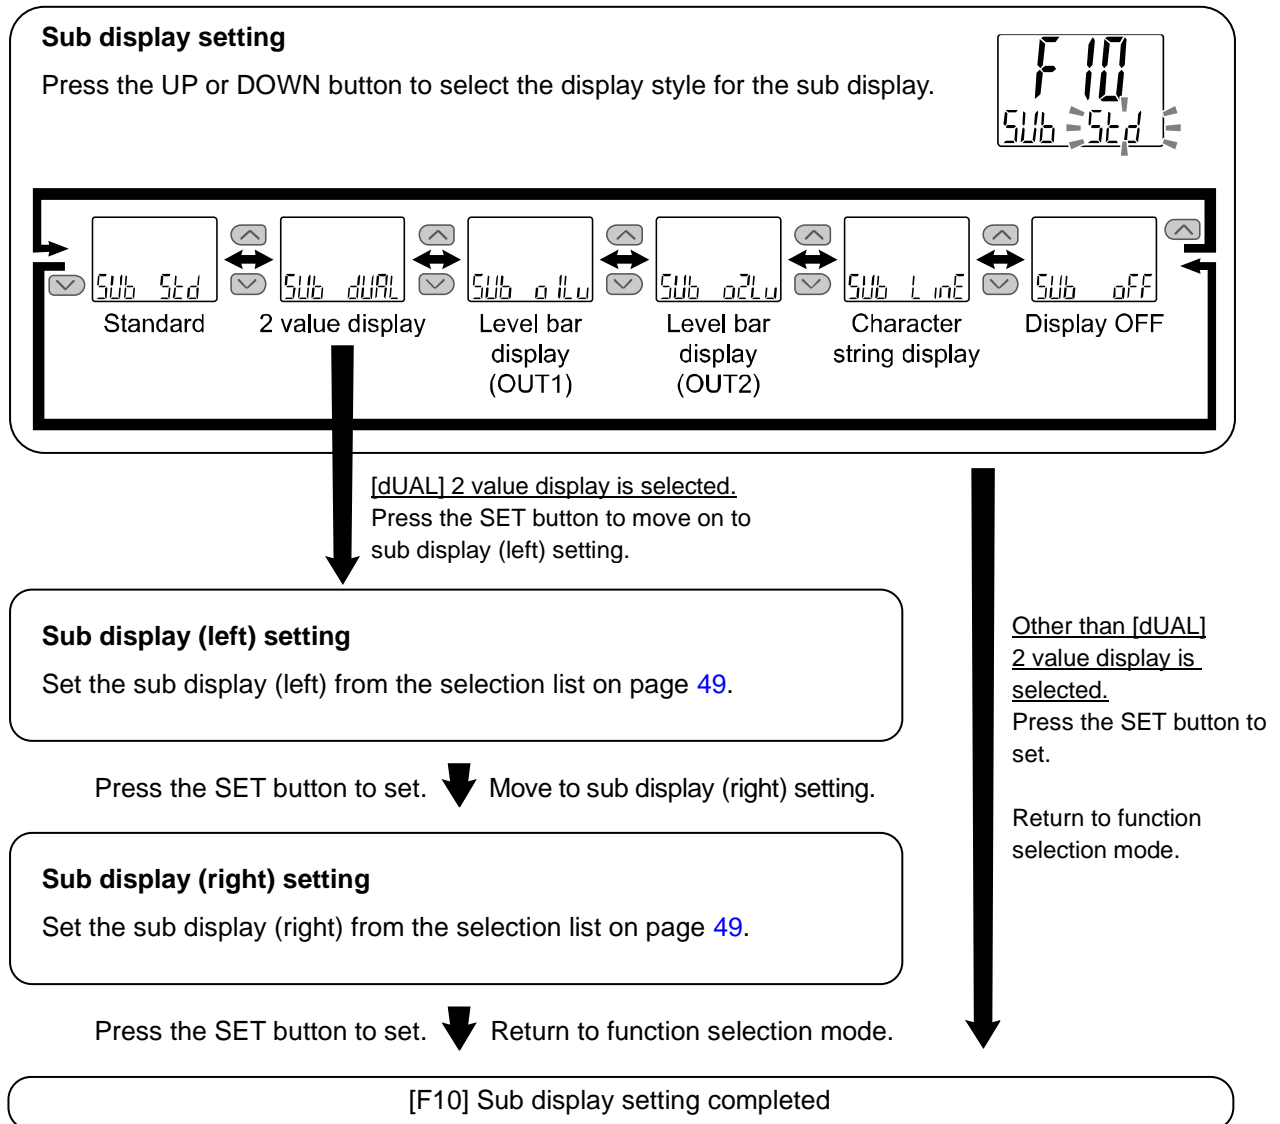 Sub display setting
Press the UP or DOWN button to select the display style for the sub display.
F 10
SUb Std
SUb Std
SUb dUAL
SUb o1Lv
SUb o2Lv
SUb LinE
SUb oFF
Standard
2 value display
Level bar
display
(OUT1)
Level bar
display
(OUT2)
Character
string display
Display OFF
[dUAL] 2 value display is selected.
Press the SET button to move on to
sub display (left) setting.
Sub display (left) setting
Set the sub display (left) from the selection list on page 49.
Other than [dUAL]
2 value display is
selected.
Press the SET button to
set.
Return to function
selection mode.
Press the SET button to set. Move to sub display (right) setting.
Sub display (right) setting
Set the sub display (right) from the selection list on page 49.
Press the SET button to set. Return to function selection mode.
[F10] Sub display setting completed